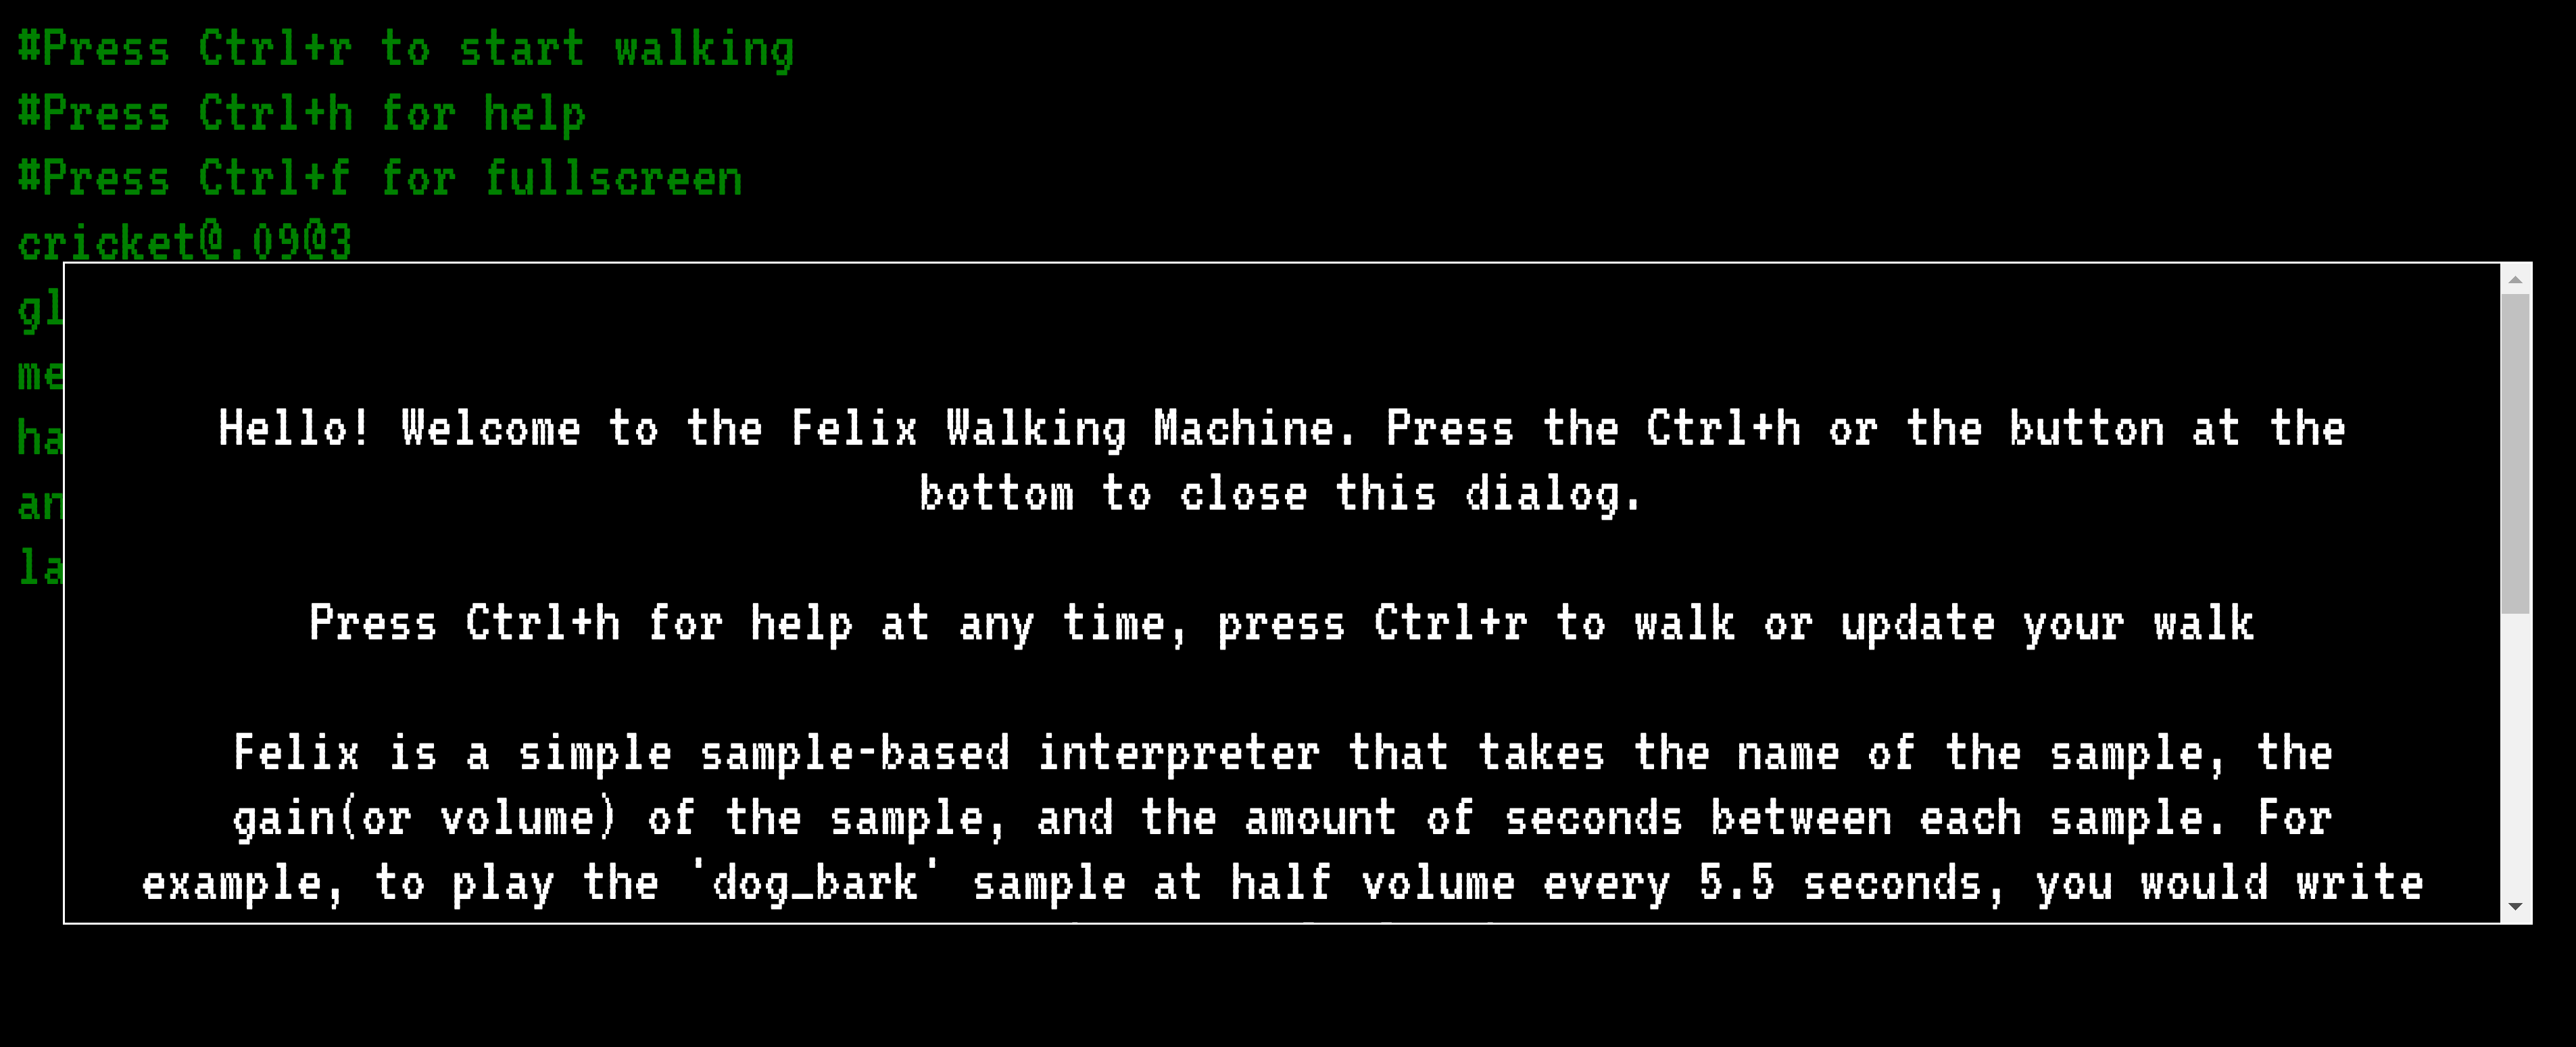 #Press Ctrl+r to start walking
#Press Ctrl+h for help
#Press Ctrl+f for fullscreen
cricket@.09@3
gl
me
ha
an
la
Hello! Welcome to the Felix Walking Machine. Press the Ctrl+h or the button at the
bottom to close this dialog.
Press Ctrl+h for help at any time, press Ctrl+r to walk or update your walk
Felix is a simple sample-based interpreter that takes the name of the sample, the
gain(or volume) of the sample, and the amount of seconds between each sample. For
example, to play the 'dog_bark' sample at half volume every 5.5 seconds, you would write